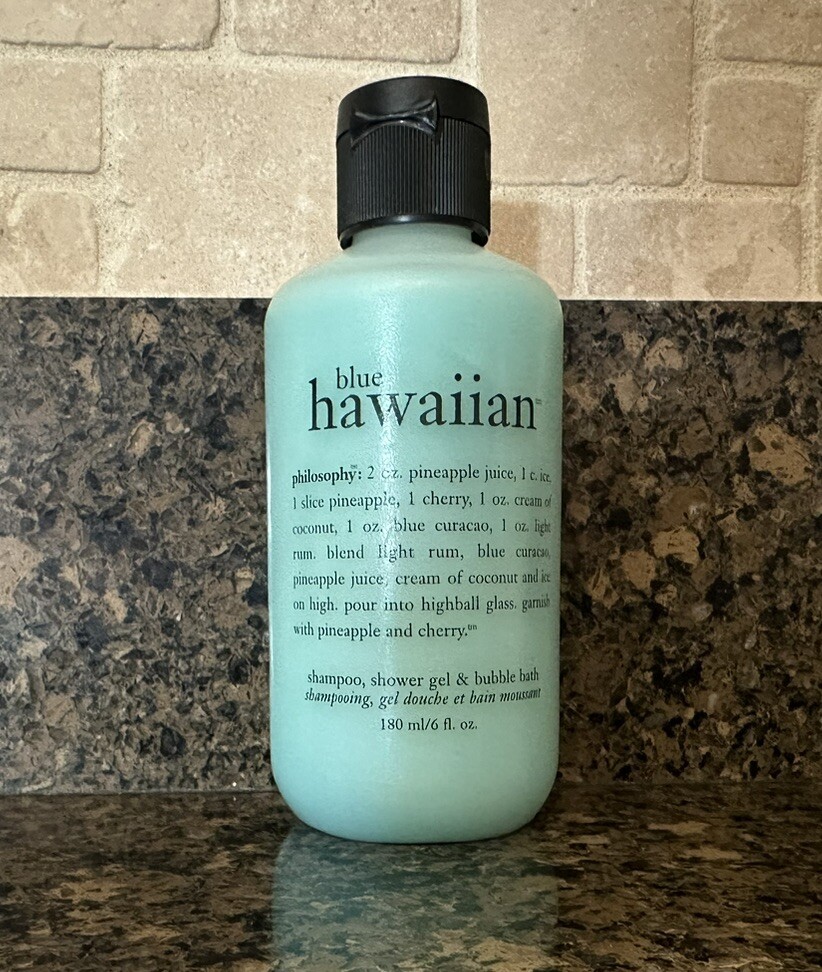 blue
hawaiian™
philosophy™: 2 oz. pineapple juice, 1 c. ice,
1 slice pineapple, 1 cherry, 1 oz. cream of
coconut, 1 oz. blue curacao, 1 oz. light
rum. blend light rum, blue curacao,
pineapple juice, cream of coconut and ice
on high. pour into highball glass. garnish
with pineapple and cherry.™
shampoo, shower gel & bubble bath
shampooing, gel douche et bain moussant
180 ml/6 fl. oz.